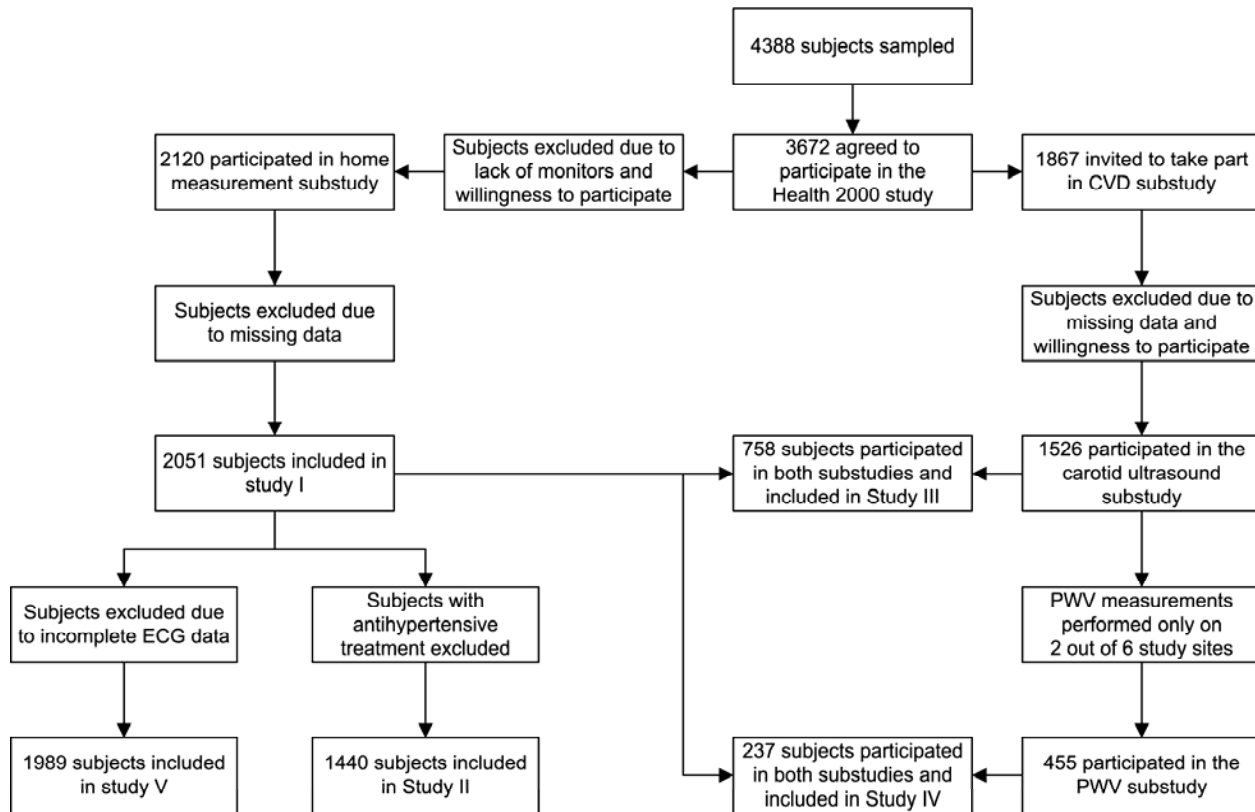 4388 subjects sampled
2120 participated in home
measurement substudy
Subjects excluded due to
lack of monitors and
willingness to participate
3672 agreed to
participate in the
Health 2000 study
1867 invited to take part
in CVD substudy
Subjects excluded due
to missing data
Subjects excluded due to
missing data and
willingness to participate
2051 subjects included in
study I
758 subjects participated
in both substudies and
included in Study III
1526 participated in the
carotid ultrasound
substudy
Subjects excluded due
to incomplete ECG data
Subjects with
antihypertensive
treatment excluded
PWV measurements
performed only on
2 out of 6 study sites
1989 subjects included
in study V
1440 subjects included
in Study II
237 subjects participated
in both substudies and
included in Study IV
455 participated in the
PWV substudy